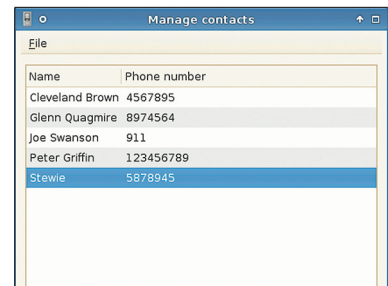 Manage contacts
File
Name Phone number
Cleveland Brown 4567895
Glenn Quagmire 8974564
Joe Swanson 911
Peter Griffin 123456789
Stewie 5878945